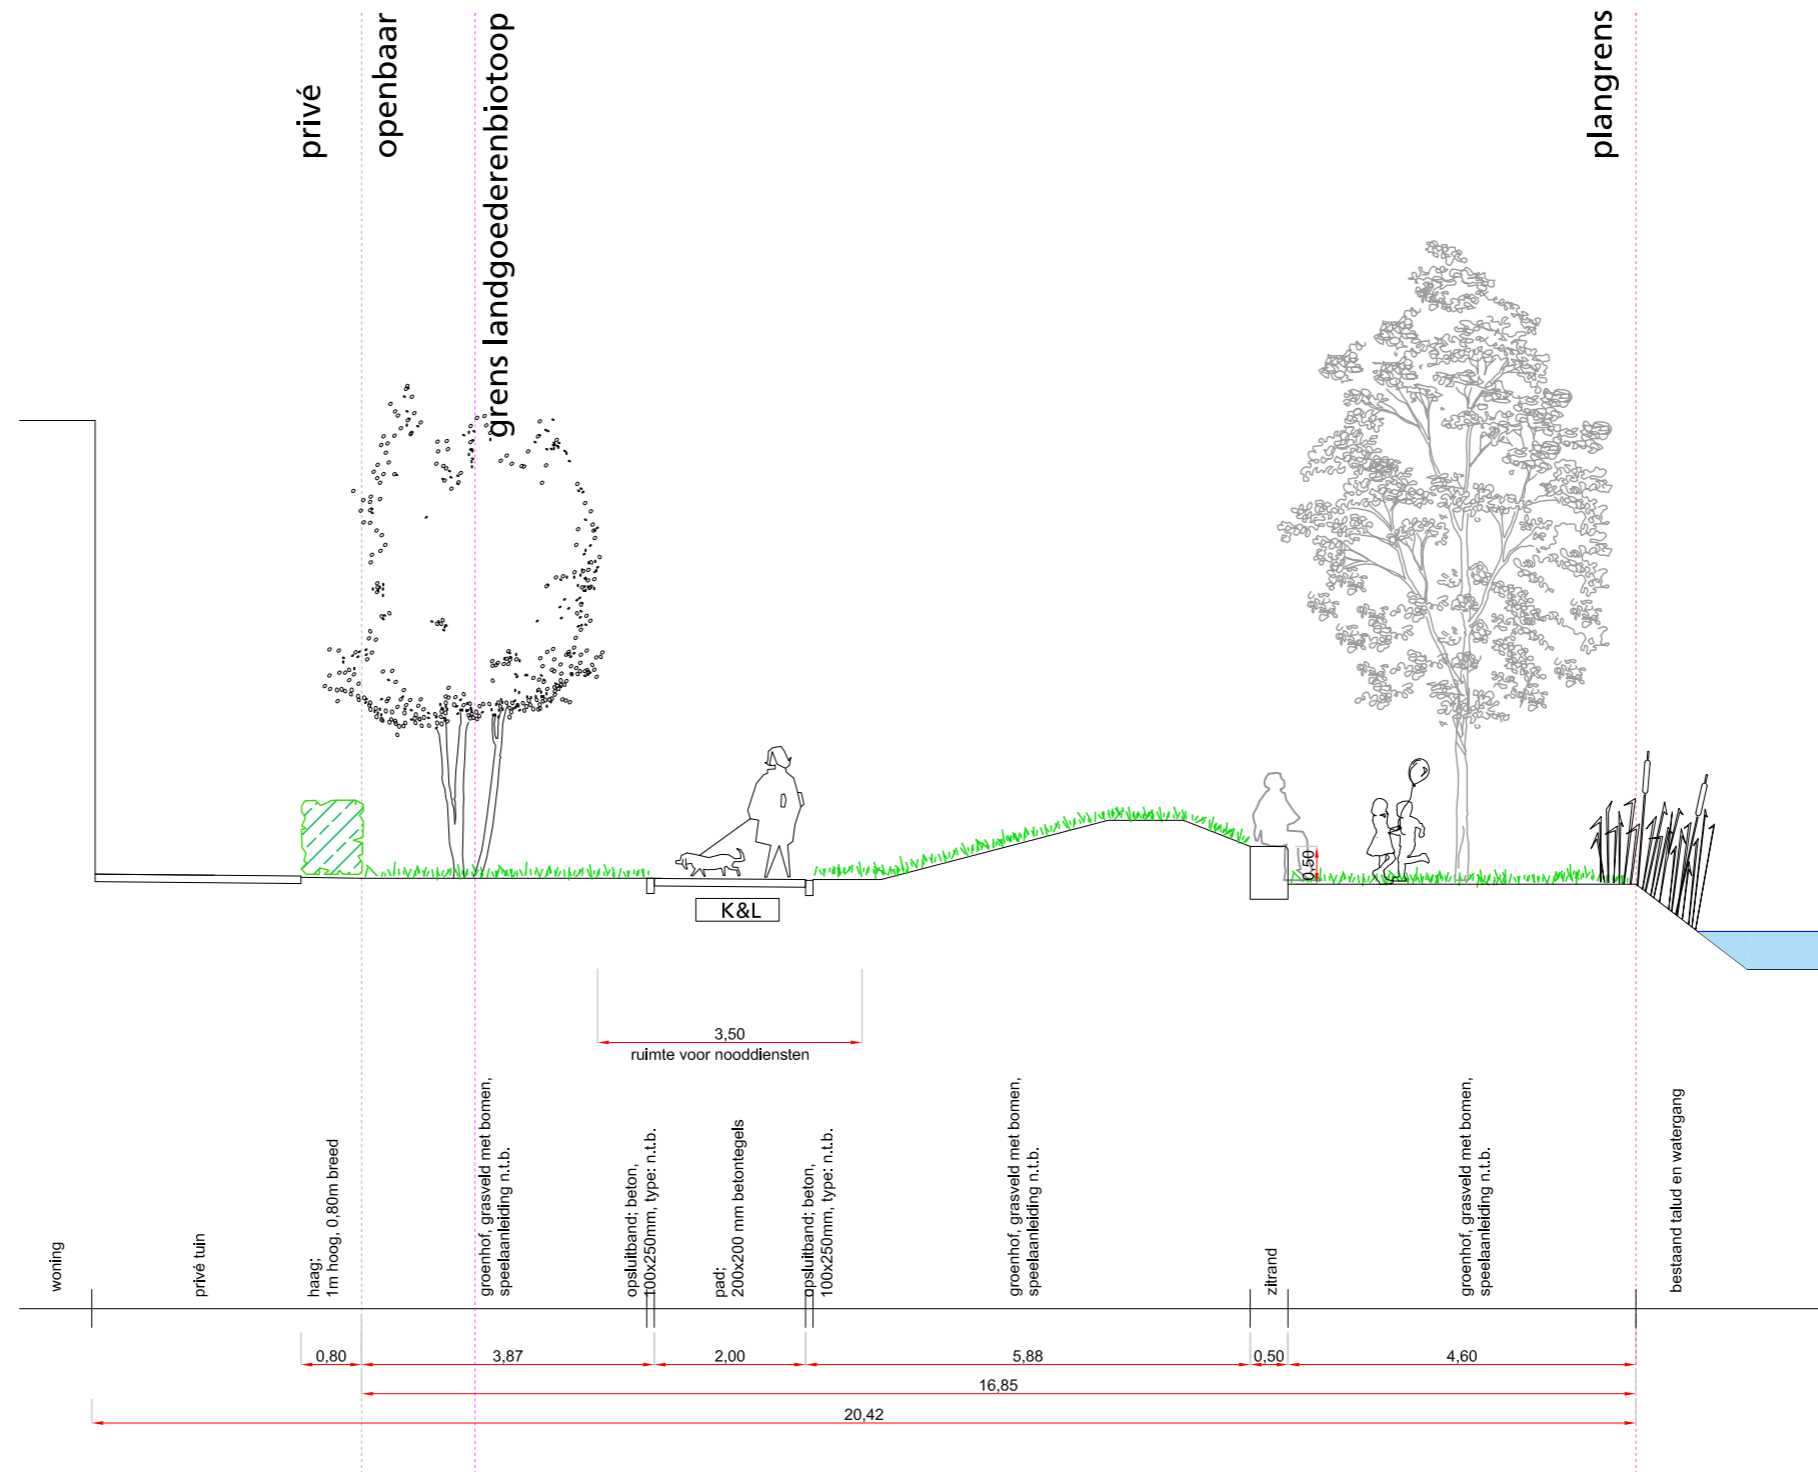 privé
openbaar
grens landgoederenbiotoop
plangrens
0,50
K&L
3,50
ruimte voor nooddiensten
woning
privé tuin
haag;
1m hoog, 0,80m breed
groenhof, grasveld met bomen,
speelaanleiding n.t.b.
opsluitband; beton,
100x250mm, type: n.t.b.
pad;
200x200 mm betontegels
opsluitband; beton,
100x250mm, type: n.t.b.
groenhof, grasveld met bomen,
speelaanleiding n.t.b.
zitrand
groenhof, grasveld met bomen,
speelaanleiding n.t.b.
bestaand talud en watergang
0,80
3,87
2,00
5,88
0,50
4,60
16,85
20,42